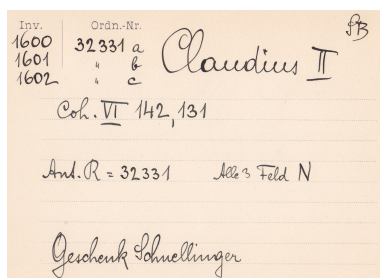 Inv. Ordn.-Nr. SB
1600 32331 a Claudius II
1601 " b
1602 " c
Coh. VI 142, 131
Ant. R = 32331 Alle 3 Feld N
Geschenk Schnellinger